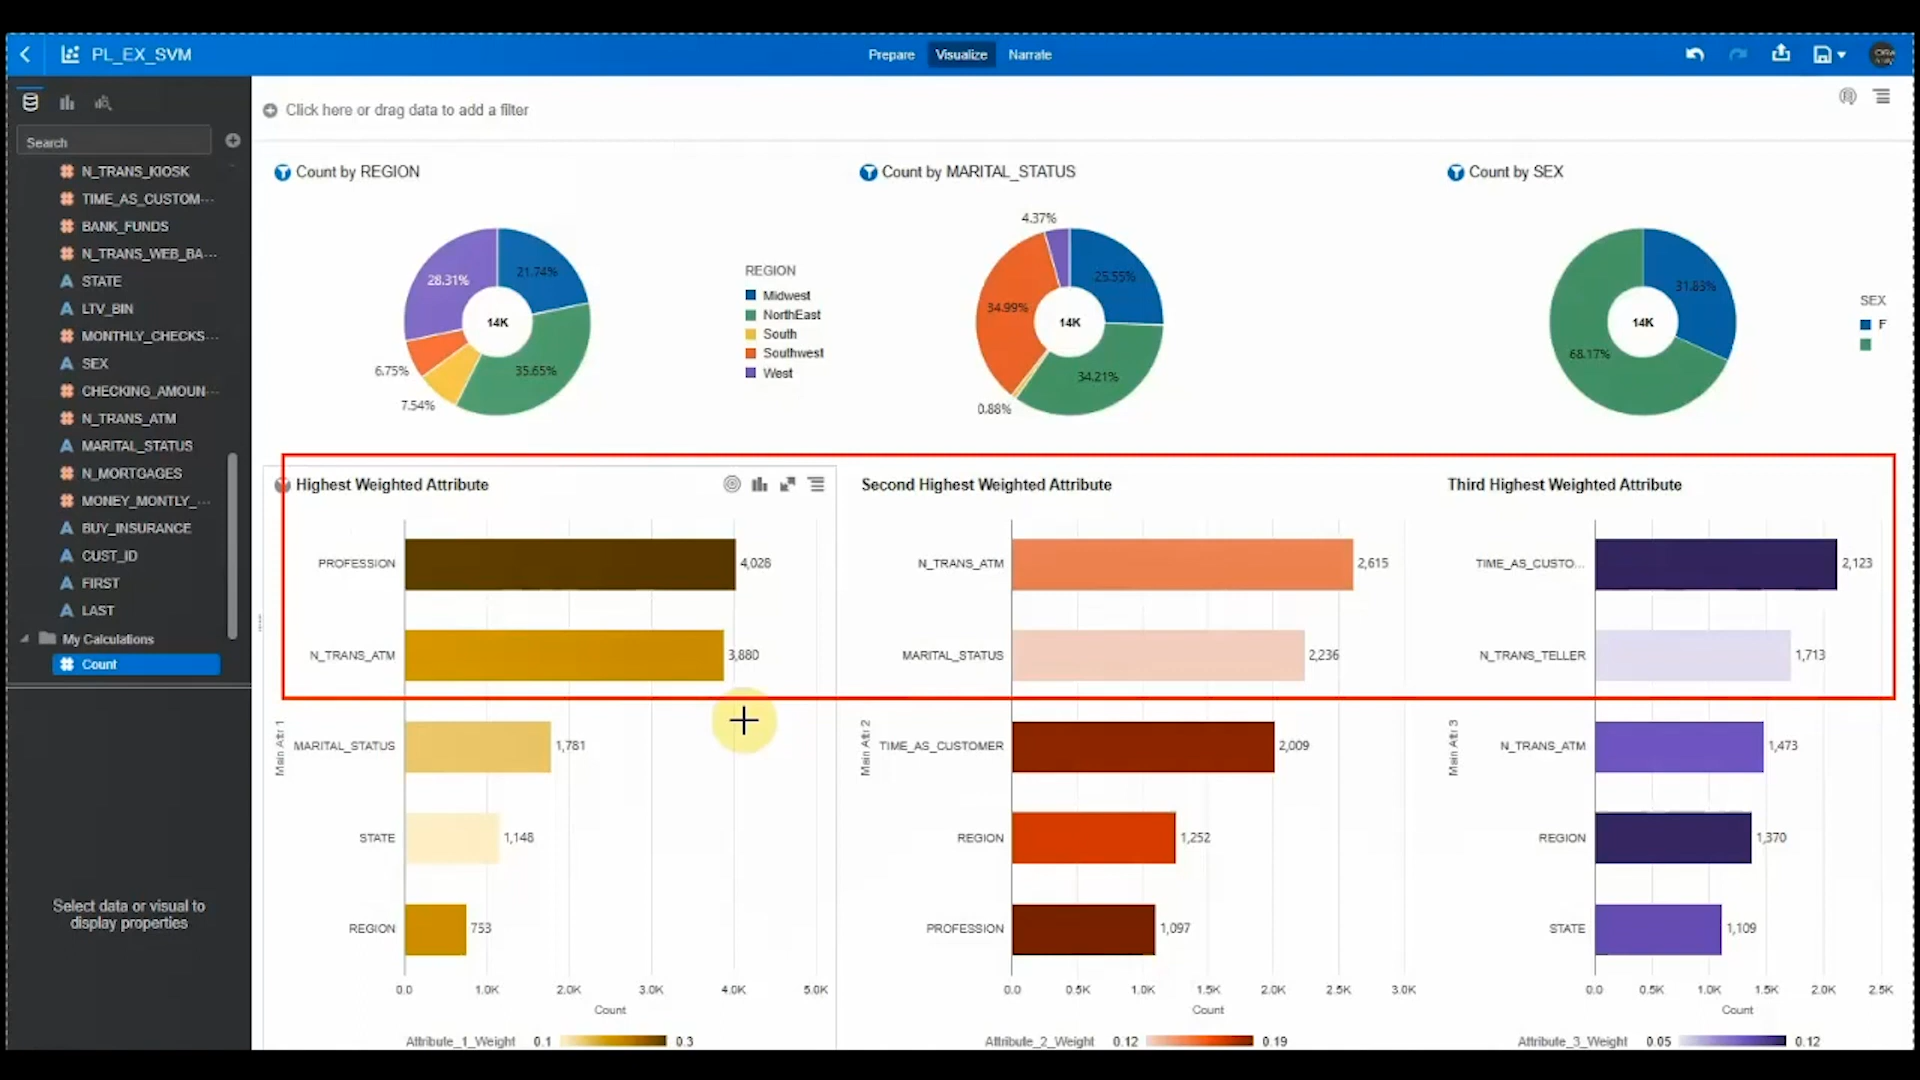 PL_EX_SVM
Prepare Visualize Narrate
Search
N_TRANS_KIOSK
TIME_AS_CUSTOM...
BANK_FUNDS
N_TRANS_WEB_BA...
STATE
LTV_BIN
MONTHLY_CHECKS...
SEX
CHECKING_AMOUN...
N_TRANS_ATM
MARITAL_STATUS
N_MORTGAGES
MONEY_MONTLY_...
BUY_INSURANCE
CUST_ID
FIRST
LAST
My Calculations
Count
Select data or visual to
display properties
Click here or drag data to add a filter
Count by REGION
21.74%
28.31%
14K
6.75%
35.65%
7.54%
REGION
Midwest
NorthEast
South
Southwest
West
Count by MARITAL_STATUS
4.37%
25.55%
34.99%
14K
34.21%
0.88%
Count by SEX
31.83%
14K
68.17%
SEX
F
Highest Weighted Attribute
Main Attr 1
PROFESSION 4,028
N_TRANS_ATM 3,880
MARITAL_STATUS 1,781
STATE 1,148
REGION 753
0.0 1.0K 2.0K 3.0K 4.0K 5.0K
Count
Attribute_1_Weight 0.1 0.3
Second Highest Weighted Attribute
Main Attr 2
N_TRANS_ATM 2,615
MARITAL_STATUS 2,236
TIME_AS_CUSTOMER 2,009
REGION 1,252
PROFESSION 1,097
0.0 0.5K 1.0K 1.5K 2.0K 2.5K 3.0K
Count
Attribute_2_Weight 0.12 0.19
Third Highest Weighted Attribute
Main Attr 3
TIME_AS_CUSTO... 2,123
N_TRANS_TELLER 1,713
N_TRANS_ATM 1,473
REGION 1,370
STATE 1,109
0.0 0.5K 1.0K 1.5K 2.0K 2.5K
Count
Attribute_3_Weight 0.05 0.12